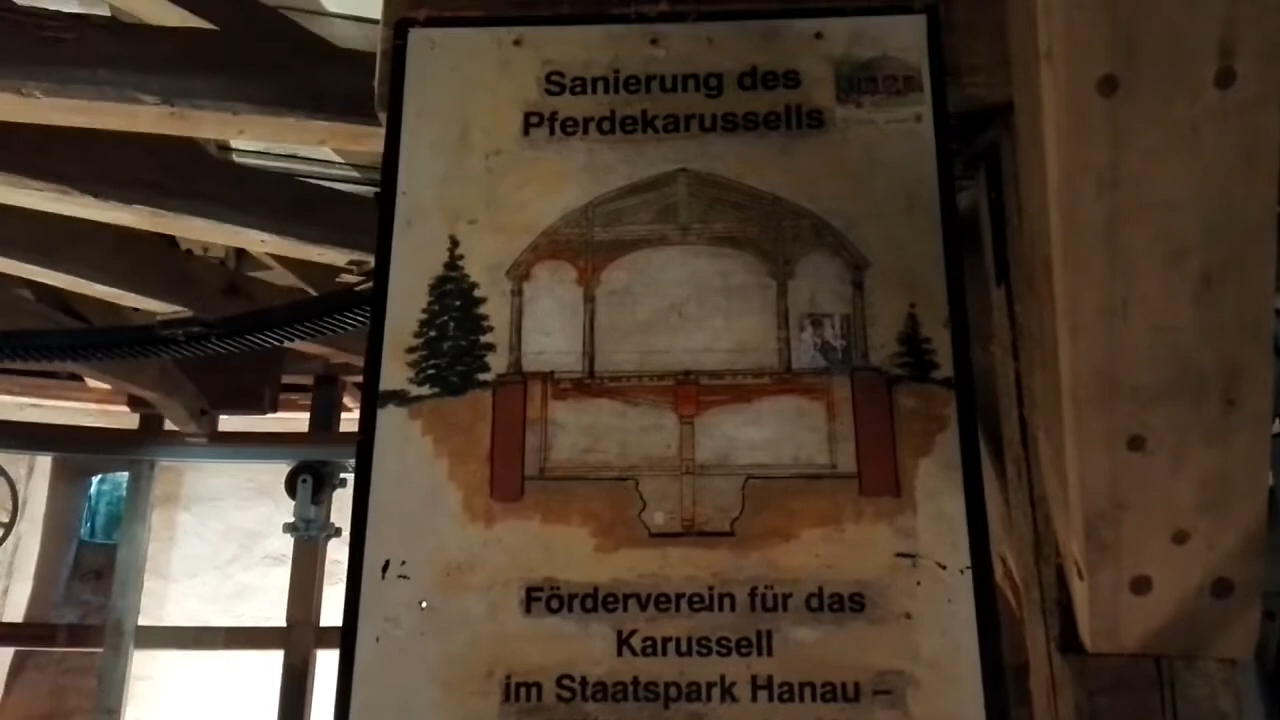 Sanierung des
Pferdekarussells
Förderverein für das
Karussell
im Staatspark Hanau –